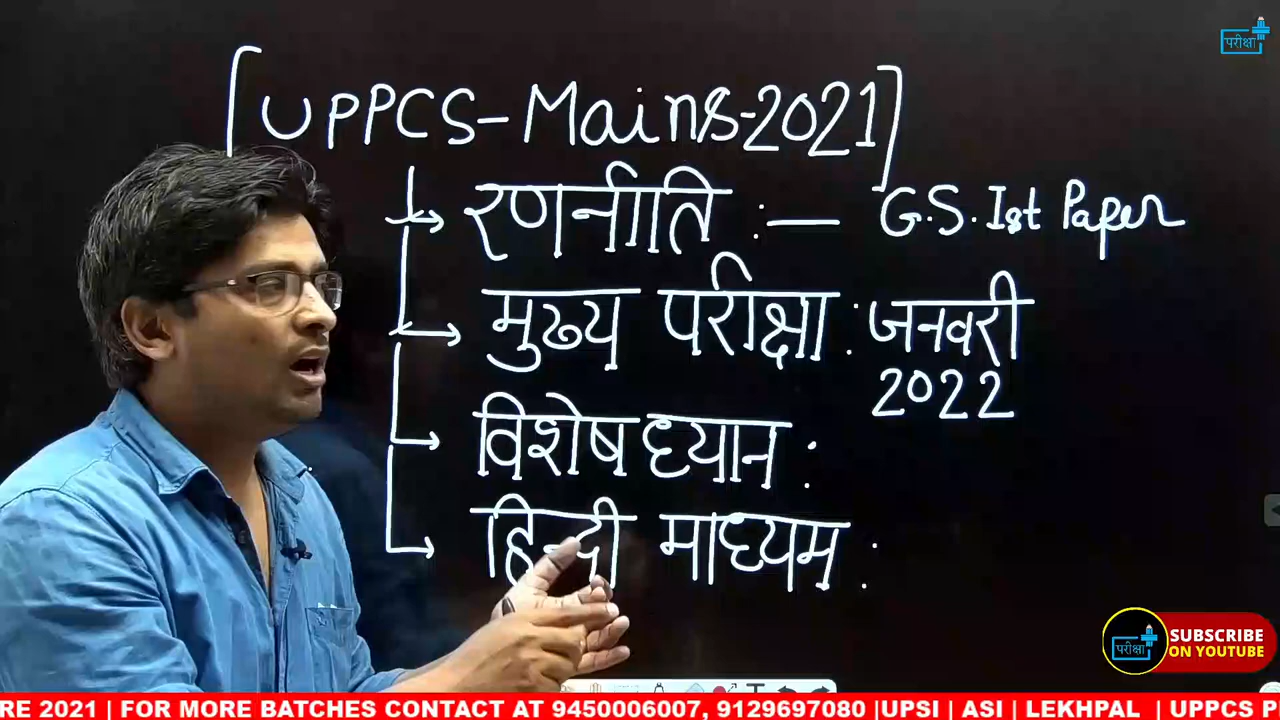 परीक्षा
[UPPCS-Mains-2021]
रणनीति :— G.S. Ist Paper
मुख्य परीक्षा : जनवरी
2022
विशेष ध्यान :
हिन्दी माध्यम :
परीक्षा
SUBSCRIBE
ON YOUTUBE
RE 2021 | FOR MORE BATCHES CONTACT AT 9450006007, 9129697080 |UPSI | ASI | LEKHPAL | UPPCS P